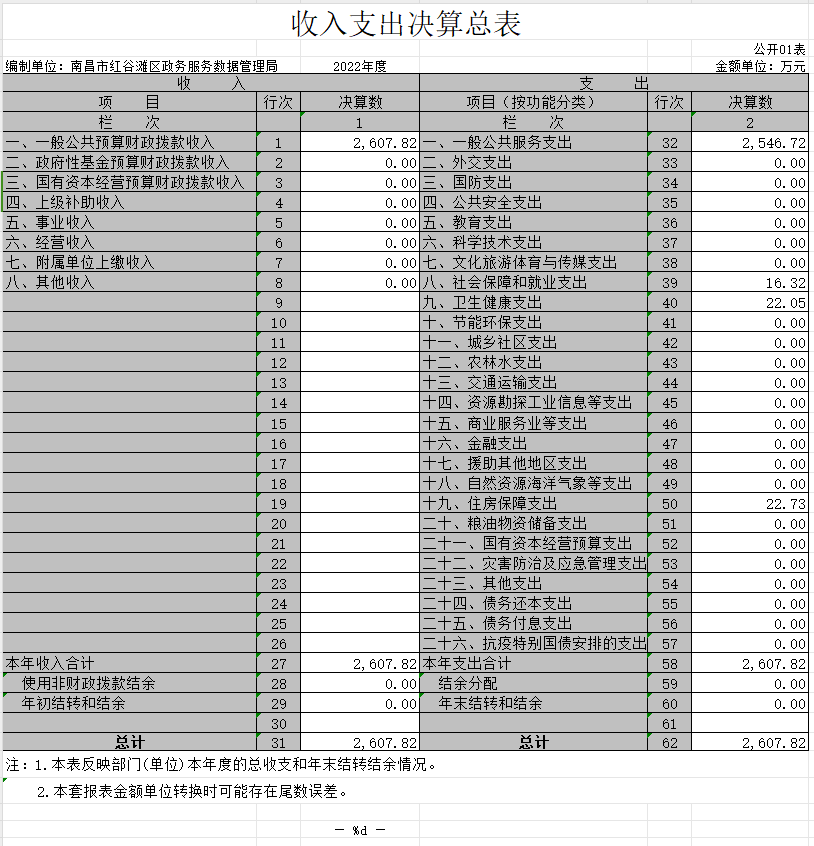 收入支出决算总表
公开01表
编制单位：南昌市红谷滩区政务服务数据管理局 2022年度 金额单位：万元
收 入 支 出
项 目 行次 决算数 项目（按功能分类） 行次 决算数
栏 次 1 栏 次 2
一、一般公共预算财政拨款收入 1 2,607.82 一、一般公共服务支出 32 2,546.72
二、政府性基金预算财政拨款收入 2 0.00 二、外交支出 33 0.00
三、国有资本经营预算财政拨款收入 3 0.00 三、国防支出 34 0.00
四、上级补助收入 4 0.00 四、公共安全支出 35 0.00
五、事业收入 5 0.00 五、教育支出 36 0.00
六、经营收入 6 0.00 六、科学技术支出 37 0.00
七、附属单位上缴收入 7 0.00 七、文化旅游体育与传媒支出 38 0.00
八、其他收入 8 0.00 八、社会保障和就业支出 39 16.32
9 九、卫生健康支出 40 22.05
10 十、节能环保支出 41 0.00
11 十一、城乡社区支出 42 0.00
12 十二、农林水支出 43 0.00
13 十三、交通运输支出 44 0.00
14 十四、资源勘探工业信息等支出 45 0.00
15 十五、商业服务业等支出 46 0.00
16 十六、金融支出 47 0.00
17 十七、援助其他地区支出 48 0.00
18 十八、自然资源海洋气象等支出 49 0.00
19 十九、住房保障支出 50 22.73
20 二十、粮油物资储备支出 51 0.00
21 二十一、国有资本经营预算支出 52 0.00
22 二十二、灾害防治及应急管理支出 53 0.00
23 二十三、其他支出 54 0.00
24 二十四、债务还本支出 55 0.00
25 二十五、债务付息支出 56 0.00
26 二十六、抗疫特别国债安排的支出 57 0.00
本年收入合计 27 2,607.82 本年支出合计 58 2,607.82
使用非财政拨款结余 28 0.00 结余分配 59 0.00
年初结转和结余 29 0.00 年末结转和结余 60 0.00
30 61
总计 31 2,607.82 总计 62 2,607.82
注：1.本表反映部门(单位)本年度的总收支和年末结转结余情况。
2.本套报表金额单位转换时可能存在尾数误差。
— %d —